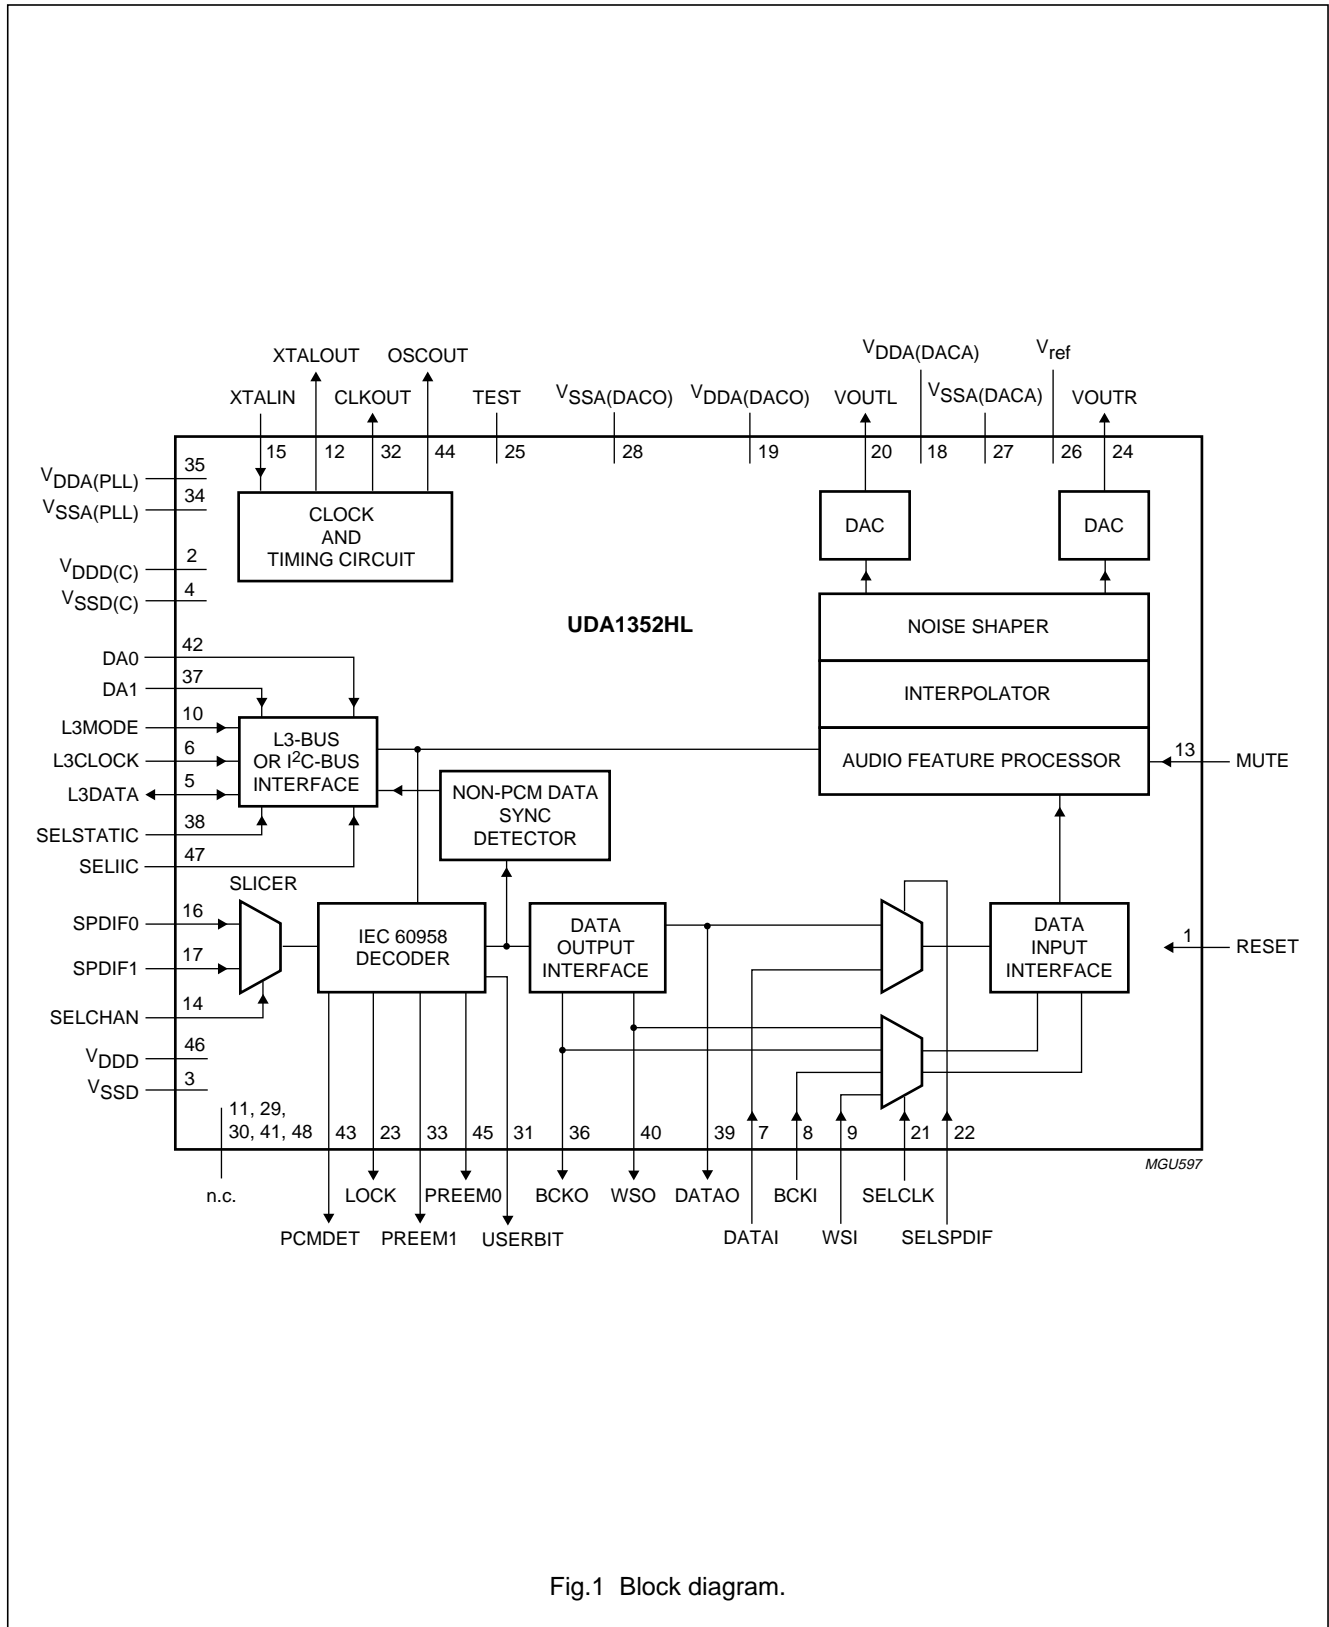 XTALOUT OSCOUT
VDDA(DACA) Vref
XTALIN CLKOUT TEST VSSA(DACO) VDDA(DACO) VOUTL VSSA(DACA) VOUTR
15 12 32 44 25 28 19 20 18 27 26 24
VDDA(PLL) 35
VSSA(PLL) 34
CLOCK
AND
TIMING CIRCUIT
DAC
DAC
VDDD(C) 2
VSSD(C) 4
UDA1352HL
NOISE SHAPER
INTERPOLATOR
AUDIO FEATURE PROCESSOR
13 MUTE
DA0 42
DA1 37
L3MODE 10
L3CLOCK 6
L3DATA 5
SELSTATIC 38
SELIIC 47
L3-BUS
OR I²C-BUS
INTERFACE
NON-PCM DATA
SYNC
DETECTOR
SLICER
SPDIF0 16
SPDIF1 17
SELCHAN 14
IEC 60958
DECODER
DATA
OUTPUT
INTERFACE
DATA
INPUT
INTERFACE
1 RESET
VDDD 46
VSSD 3
11, 29,
30, 41, 48 43 23 33 45 31 36 40 39 7 8 9 21 22
MGU597
n.c. LOCK PREEM0 BCKO WSO DATAO BCKI SELCLK
PCMDET PREEM1 USERBIT DATAI WSI SELSPDIF
Fig.1 Block diagram.